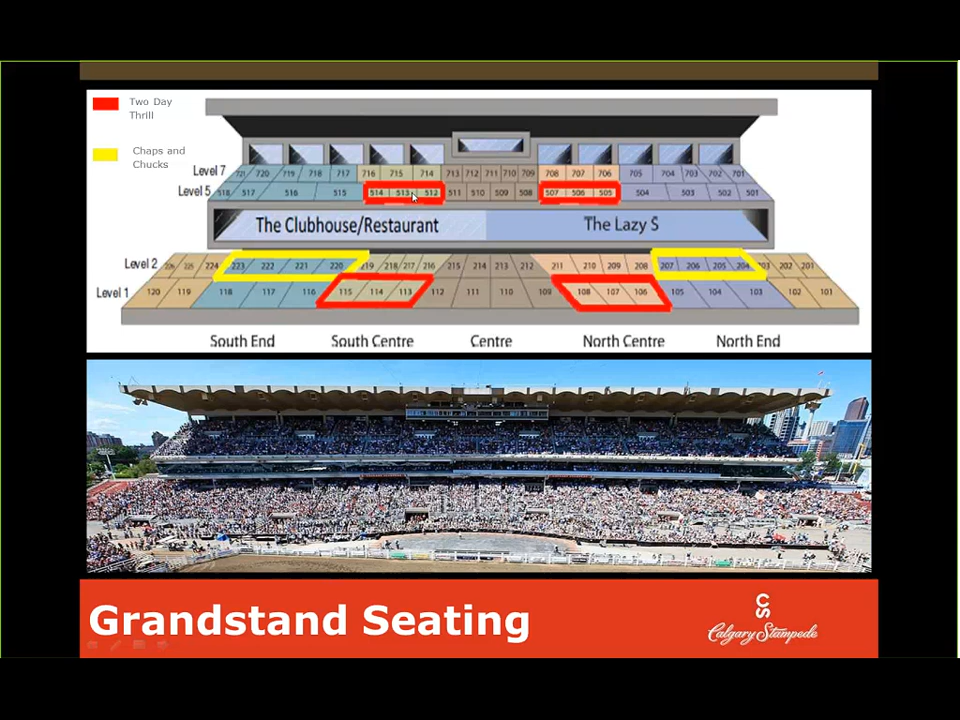 Two Day
Thrill
Chaps and
Chucks
Level 7 721 720 719 718 717 716 715 714 713 712 711 710 709 708 707 706 705 704 703 702 701
Level 5 518 517 516 515 514 513 512 511 510 509 508 507 506 505 504 503 502 501
The Clubhouse/Restaurant The Lazy S
Level 2 226 225 224 223 222 221 220 219 218 217 216 215 214 213 212 211 210 209 208 207 206 205 204 203 202 201
Level 1 120 119 118 117 116 115 114 113 112 111 110 109 108 107 106 105 104 103 102 101
South End South Centre Centre North Centre North End
Grandstand Seating
CS
Calgary Stampede